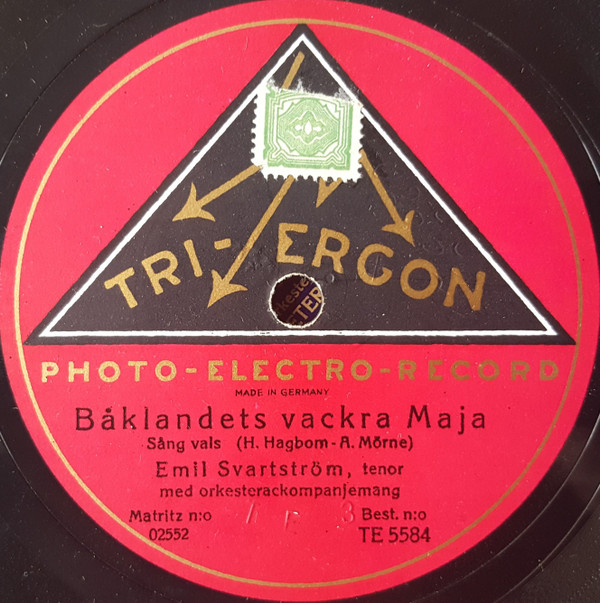 TRI-ERGON
PHOTO-ELECTRO-RECORD
MADE IN GERMANY
Båklandets vackra Maja
Sång vals (H. Hagbom-A. Mörne)
Emil Svartström, tenor
med orkesterackompanjemang
Matritz n:o Best. n:o
02552 TE 5584